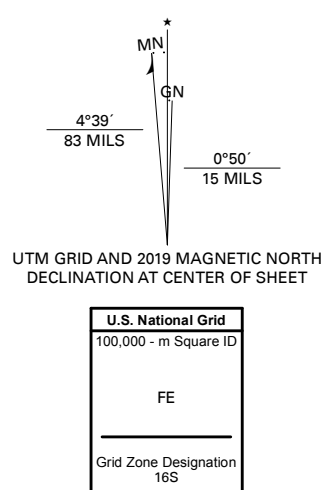 MN
GN
4°39´
83 MILS
0°50´
15 MILS
UTM GRID AND 2019 MAGNETIC NORTH
DECLINATION AT CENTER OF SHEET
U.S. National Grid
100,000 - m Square ID
FE
Grid Zone Designation
16S